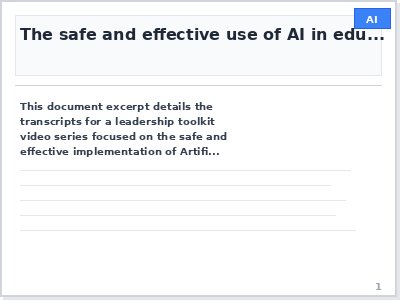 AI
The safe and effective use of AI in edu...
This document excerpt details the
transcripts for a leadership toolkit
video series focused on the safe and
effective implementation of Artifi...
1